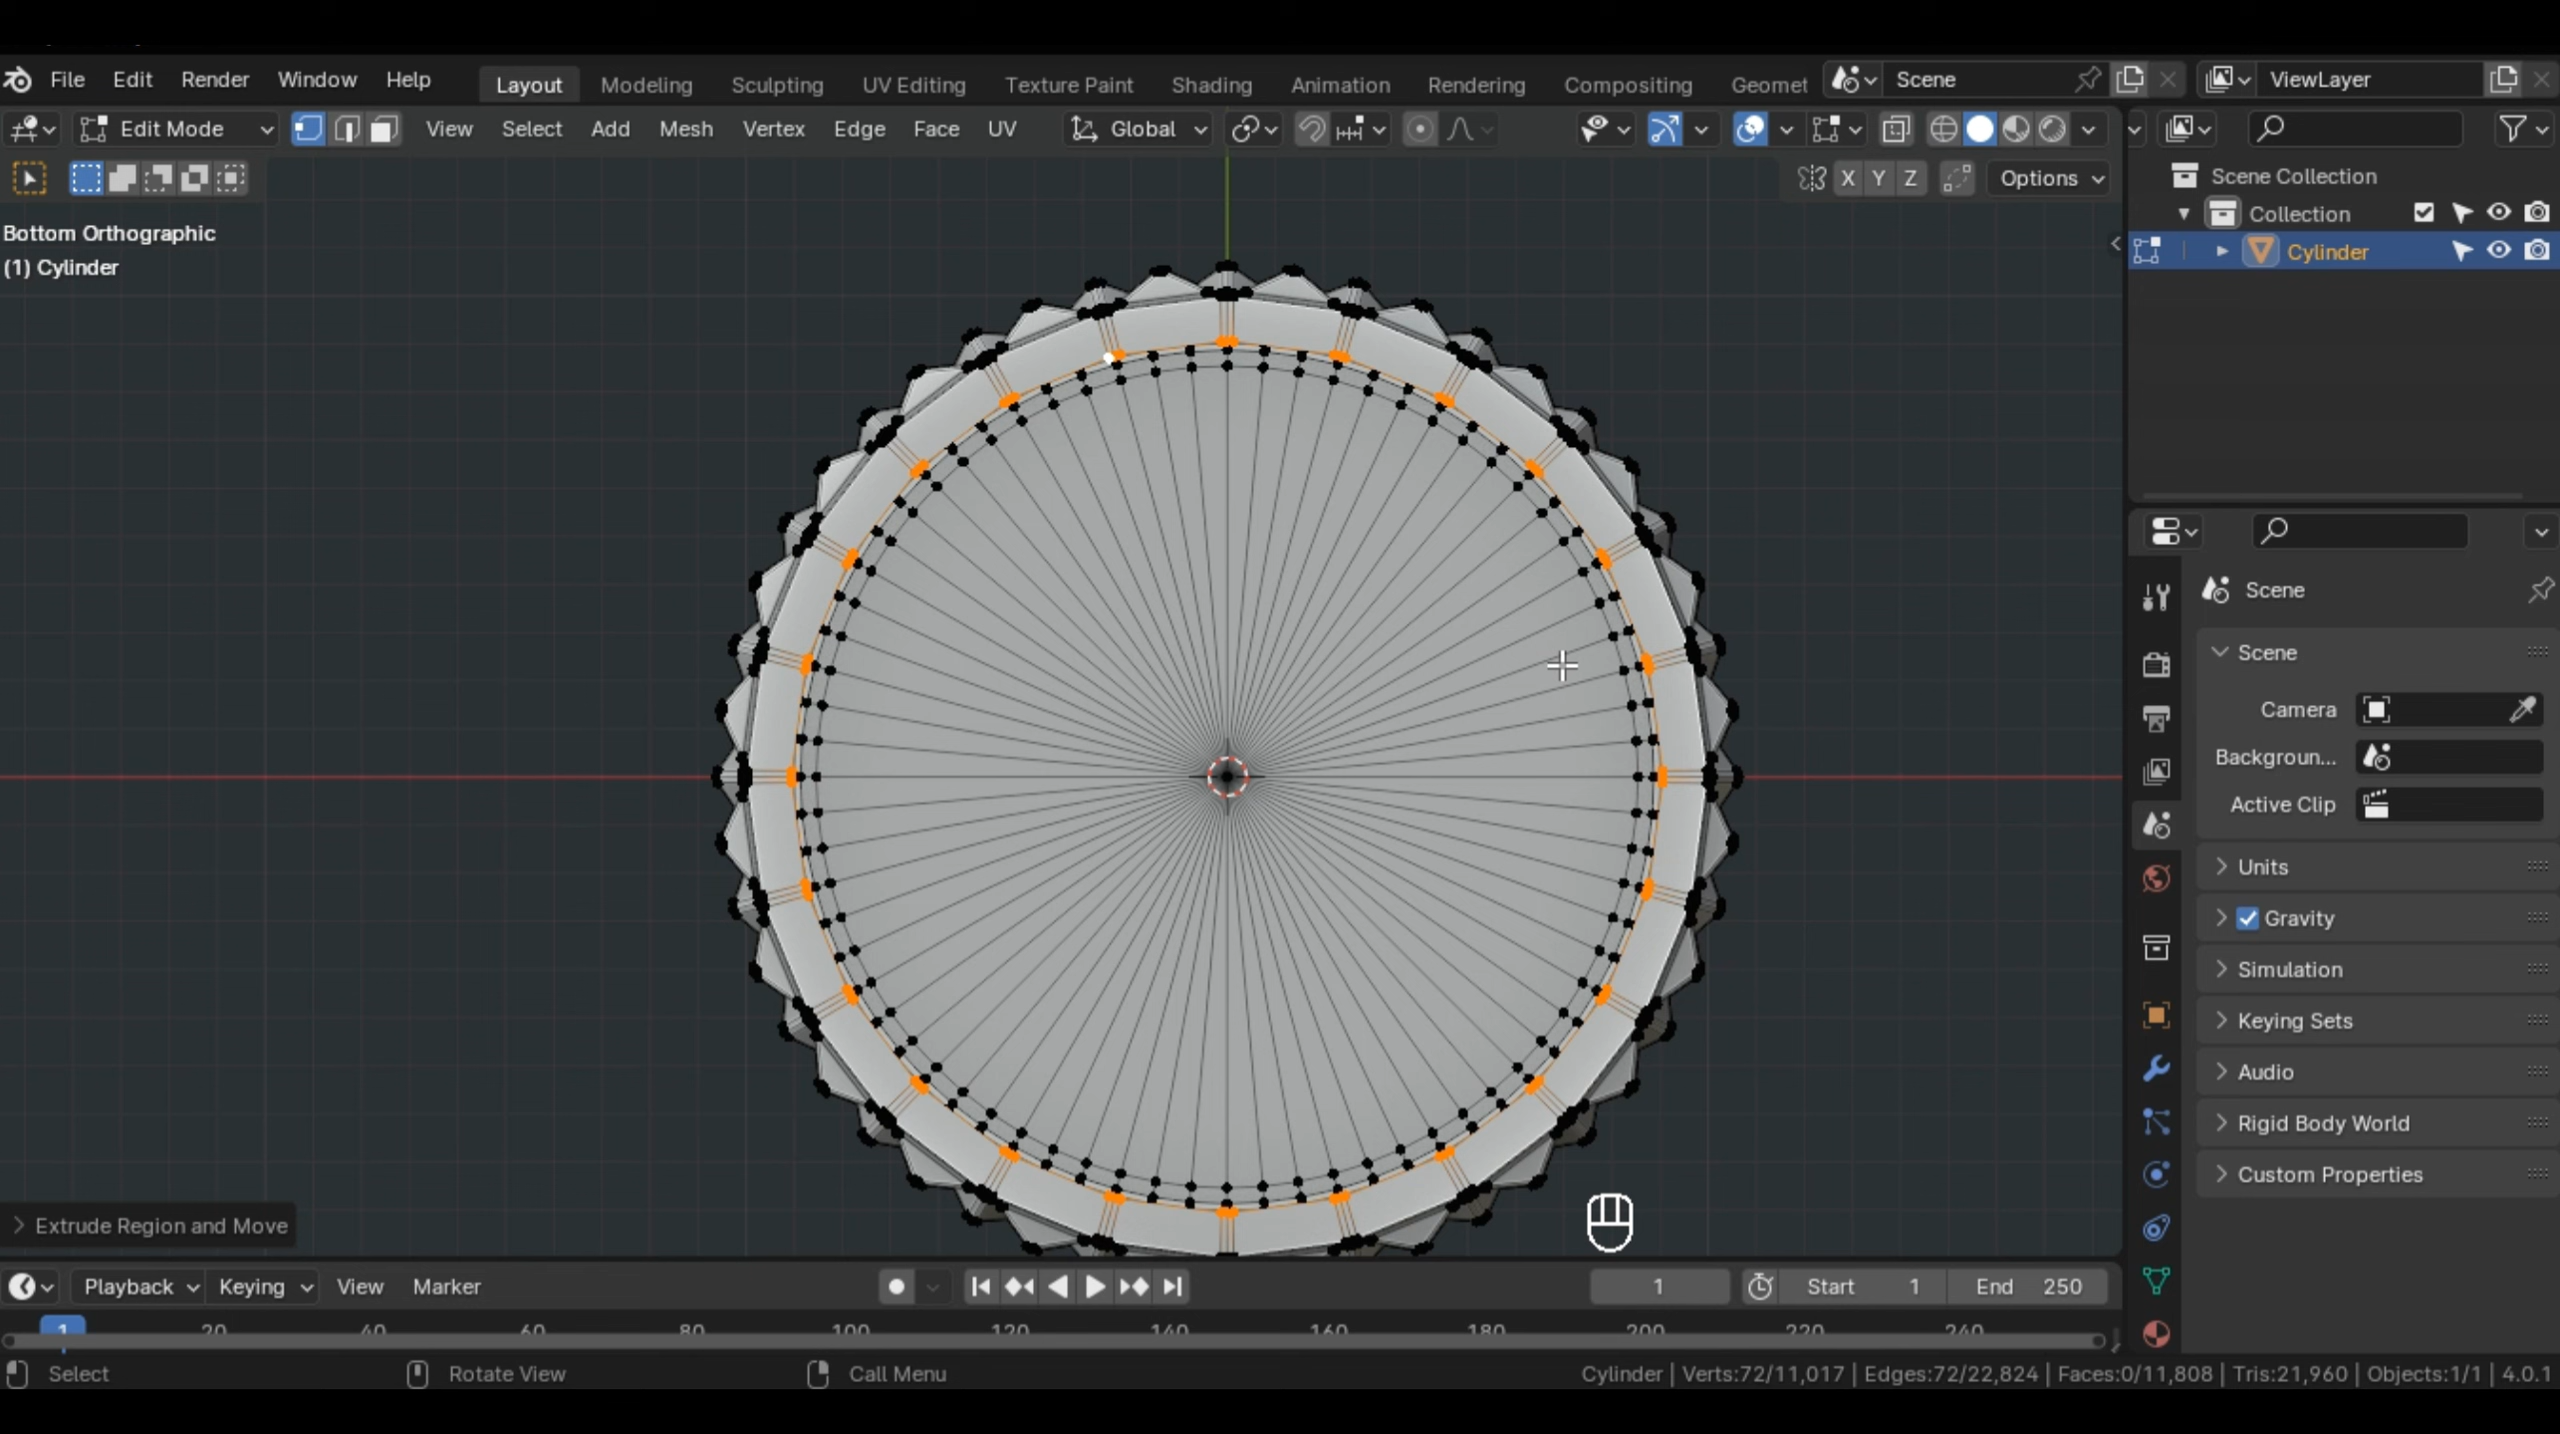 File Edit Render Window Help Layout Modeling Sculpting UV Editing Texture Paint Shading Animation Rendering Compositing Geomet Scene ViewLayer
Edit Mode View Select Add Mesh Vertex Edge Face UV Global
X Y Z Options
Scene Collection
Collection
Cylinder
Bottom Orthographic
(1) Cylinder
Scene
Scene
Camera
Backgroun...
Active Clip
Units
Gravity
Simulation
Keying Sets
Audio
Rigid Body World
Custom Properties
Extrude Region and Move
Playback Keying View Marker 1 Start 1 End 250
1 20 40 60 80 100 120 140 160 180 200 220 240
Select Rotate View Call Menu Cylinder | Verts:72/11,017 | Edges:72/22,824 | Faces:0/11,808 | Tris:21,960 | Objects:1/1 | 4.0.1